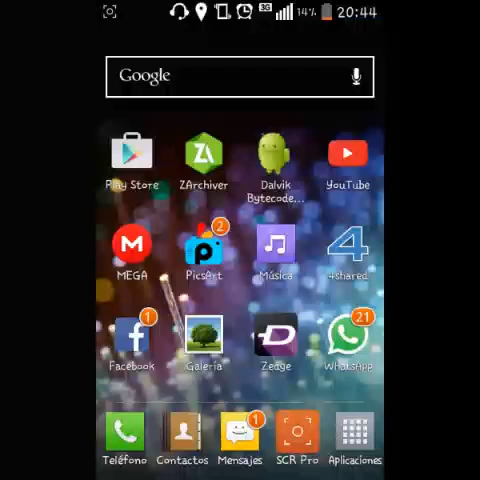 3G 14% 20:44
Google
Play Store ZArchiver Dalvik Bytecode... YouTube
M 2
MEGA PicsArt Música 4shared
1 21
Facebook Galería Zedge WhatsApp
1
Teléfono Contactos Mensajes SCR Pro Aplicaciones